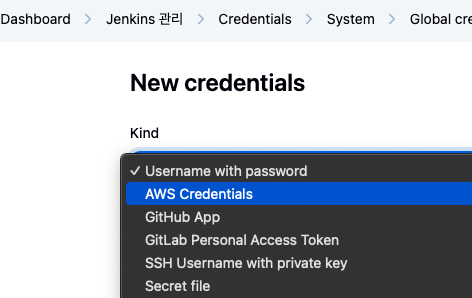 Dashboard > Jenkins 관리 > Credentials > System > Global cre
New credentials
Kind
✓ Username with password
AWS Credentials
GitHub App
GitLab Personal Access Token
SSH Username with private key
Secret file